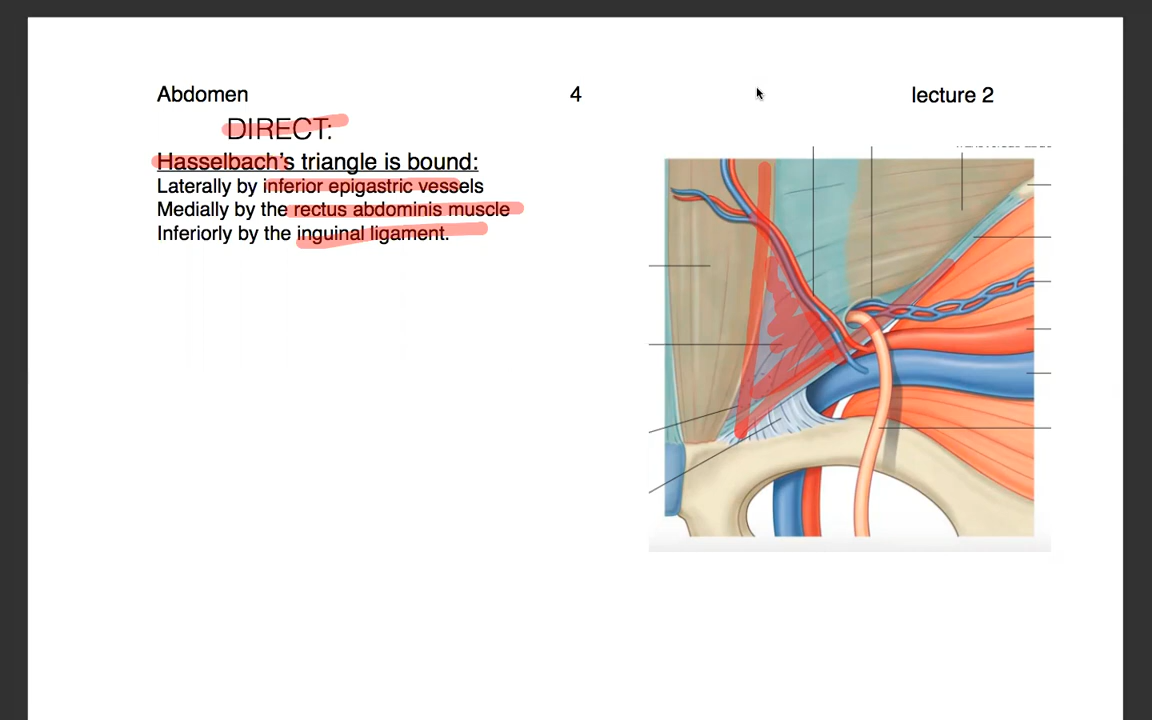 Abdomen 4 lecture 2
DIRECT:
Hasselbach's triangle is bound:
Laterally by inferior epigastric vessels
Medially by the rectus abdominis muscle
Inferiorly by the inguinal ligament.